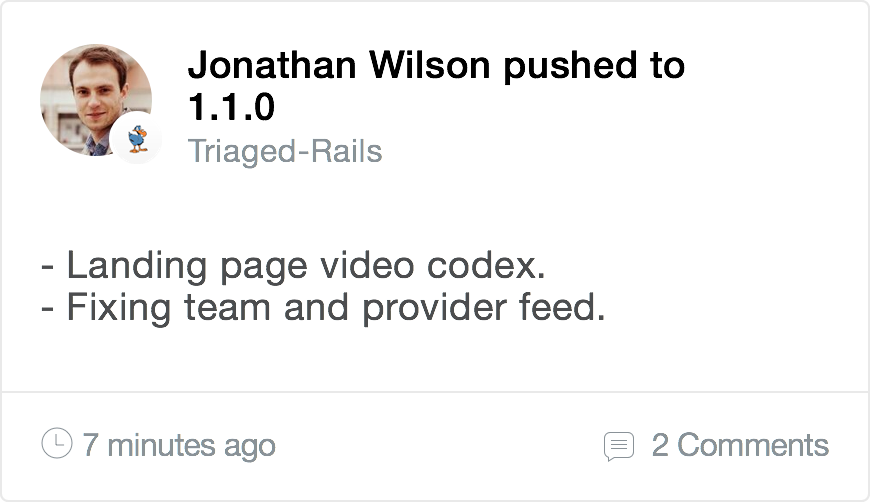 Jonathan Wilson pushed to
1.1.0
Triaged-Rails
- Landing page video codex.
- Fixing team and provider feed.
7 minutes ago
2 Comments